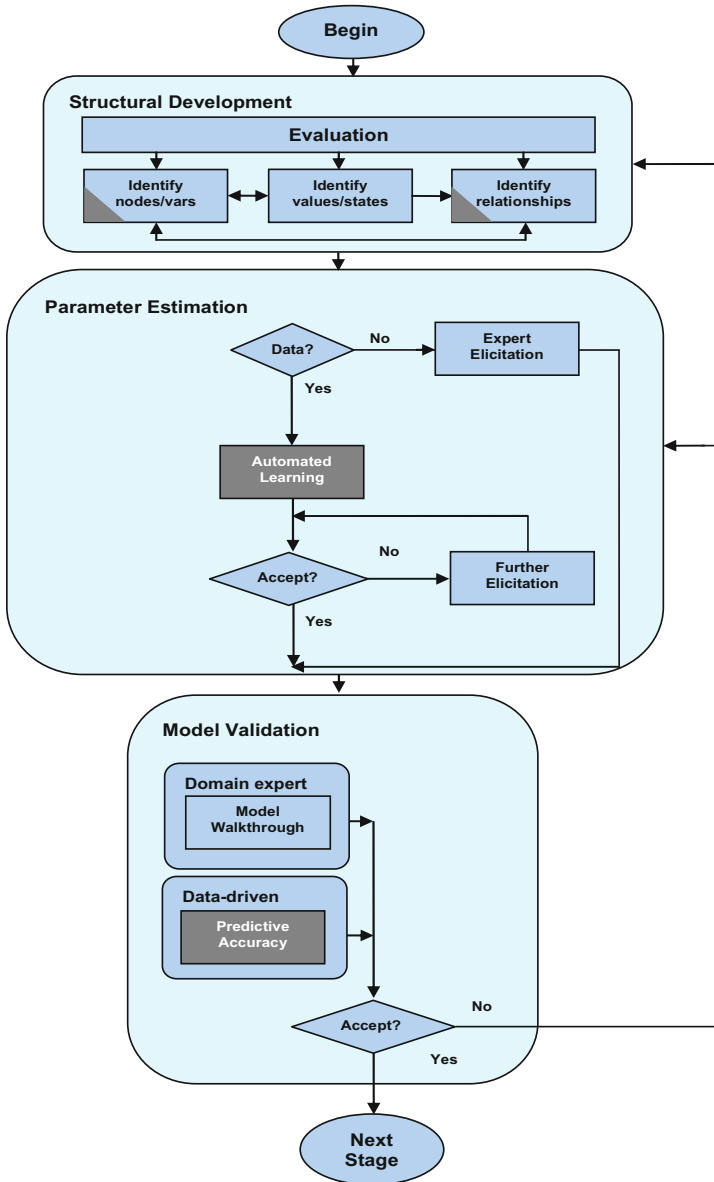 Begin
Structural Development
Evaluation
Identify
nodes/vars
Identify
values/states
Identify
relationships
Parameter Estimation
Data?
No
Expert
Elicitation
Yes
Automated
Learning
Accept?
No
Further
Elicitation
Yes
Model Validation
Domain expert
Model
Walkthrough
Data-driven
Predictive
Accuracy
Accept?
No
Yes
Next
Stage